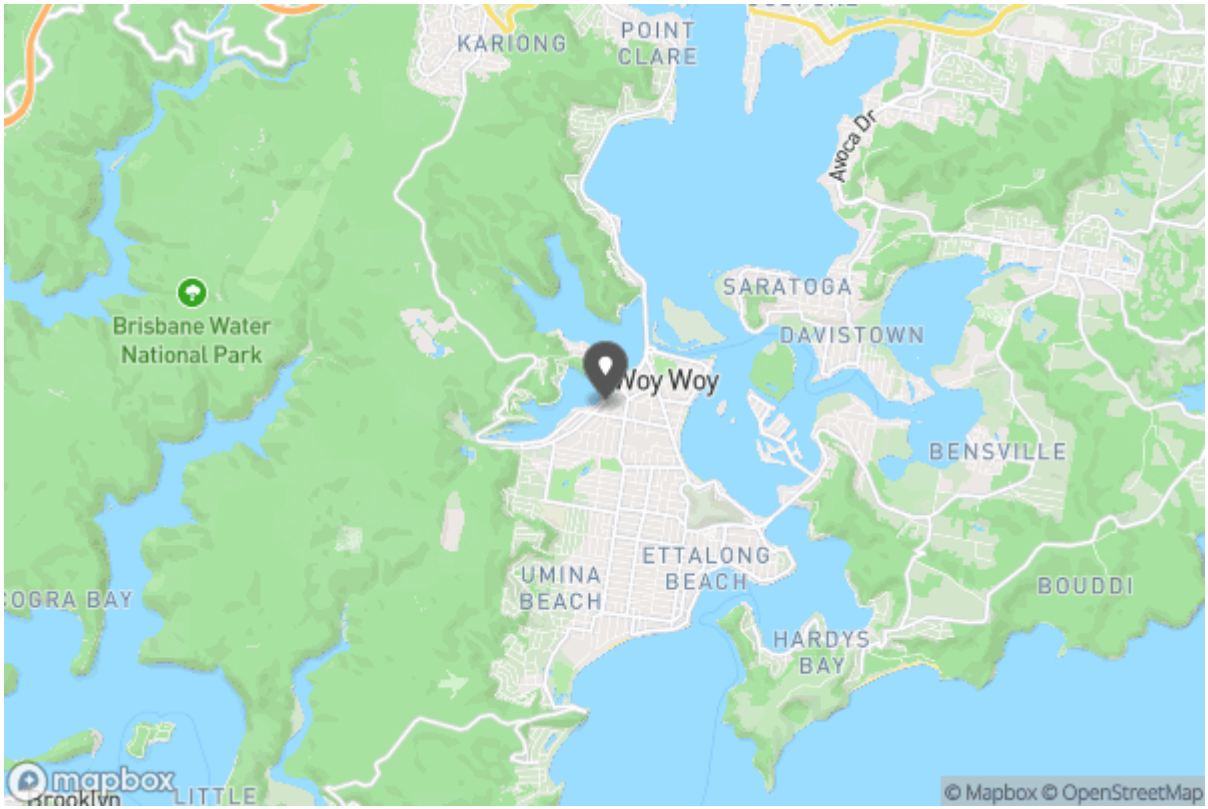 KARIONG
POINT
CLARE
Avoca Dr
SARATOGA
Brisbane Water
National Park
DAVISTOWN
Woy Woy
BENSVILLE
ETTALONG
BEACH
UMINA
BEACH
BOUDDI
COGRA BAY
HARDYS
BAY
mapbox
Brooklyn
LITTLE
© Mapbox © OpenStreetMap